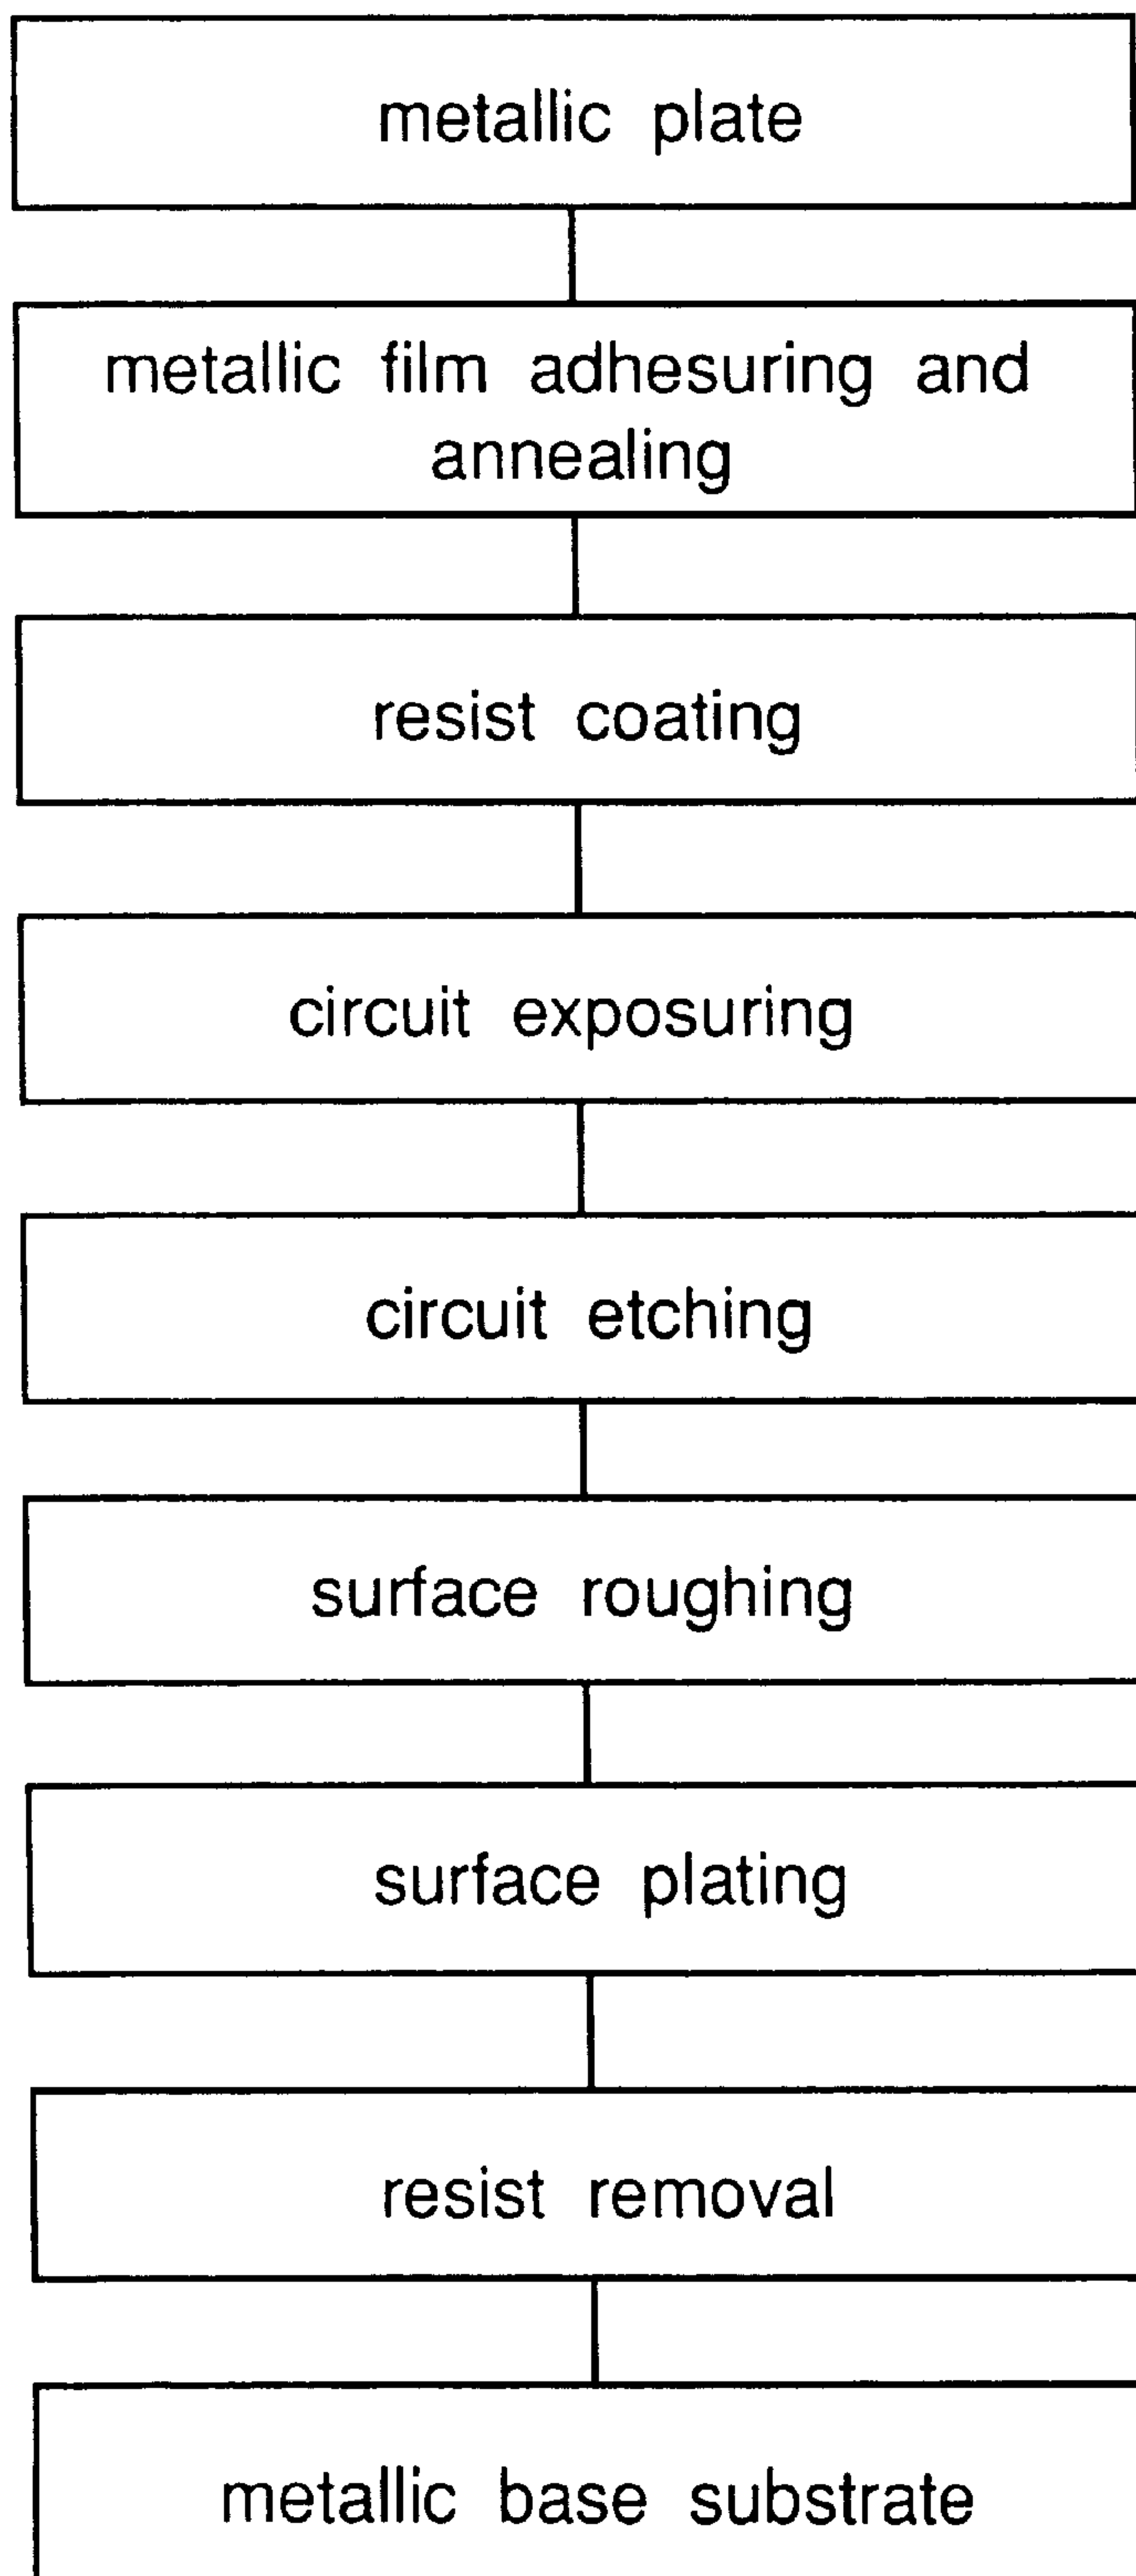 metallic plate
metallic film adhesuring and
annealing
resist coating
circuit exposuring
circuit etching
surface roughing
surface plating
resist removal
metallic base substrate